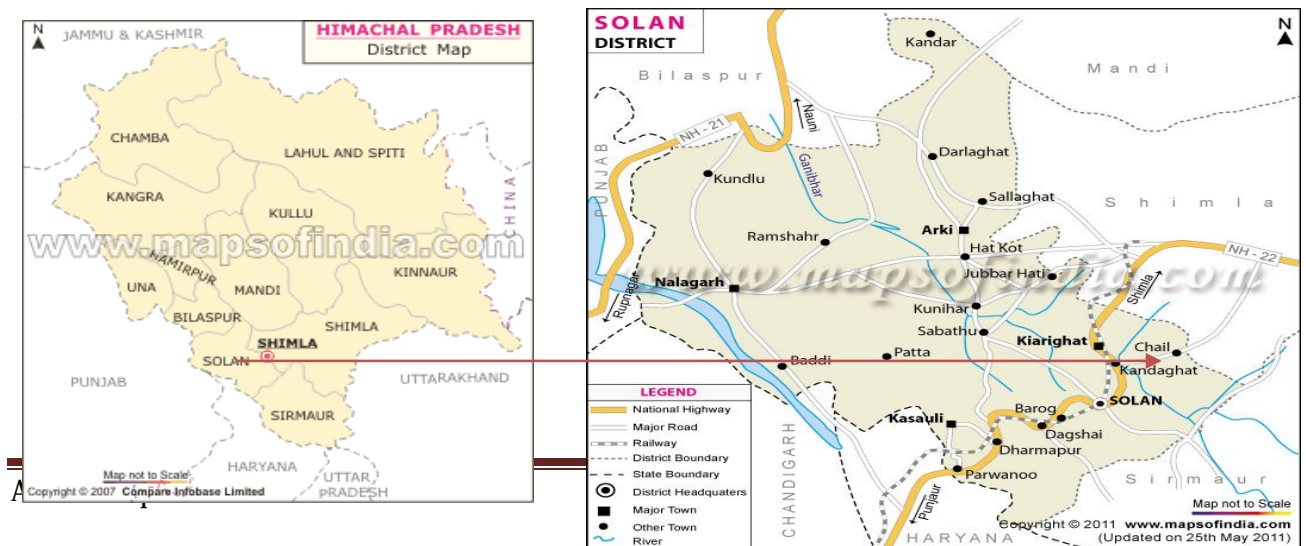 N
JAMMU & KASHMIR
HIMACHAL PRADESH
District Map
CHAMBA
LAHUL AND SPITI
KANGRA
KULLU
CHINA
www.mapsofindia.com
HAMIRPUR
KINNAUR
UNA
MANDI
BILASPUR
SHIMLA
SHIMLA
SOLAN
PUNJAB
UTTARAKHAND
SIRMAUR
HARYANA
UTTAR
PRADESH
Map not to Scale
Copyright © 2007 Compare Infobase Limited
SOLAN
DISTRICT
N
Kandar
Bilaspur
Mandi
Nauni
NH - 21
PUNJAB
Darlaghat
Ganibhar
Kundlu
Sallaghat
Shimla
Arki
Ramshahr
Hat Kot
NH - 22
www.mapsofindia.com
Jubbar Hati
Nalagarh
Shimla
Rupnagar
Kunihar
Sabathu
Kiarighat
Chail
Patta
Baddi
Kandaghat
SOLAN
Barog
Kasauli
Dagshai
Dharmapur
Parwanoo
Sirmaur
Punjaur
CHANDIGARH
HARYANA
LEGEND
National Highway
Major Road
Railway
District Boundary
State Boundary
District Headquaters
Major Town
Other Town
River
Map not to Scale
Copyright © 2011 www.mapsofindia.com
(Updated on 25th May 2011)